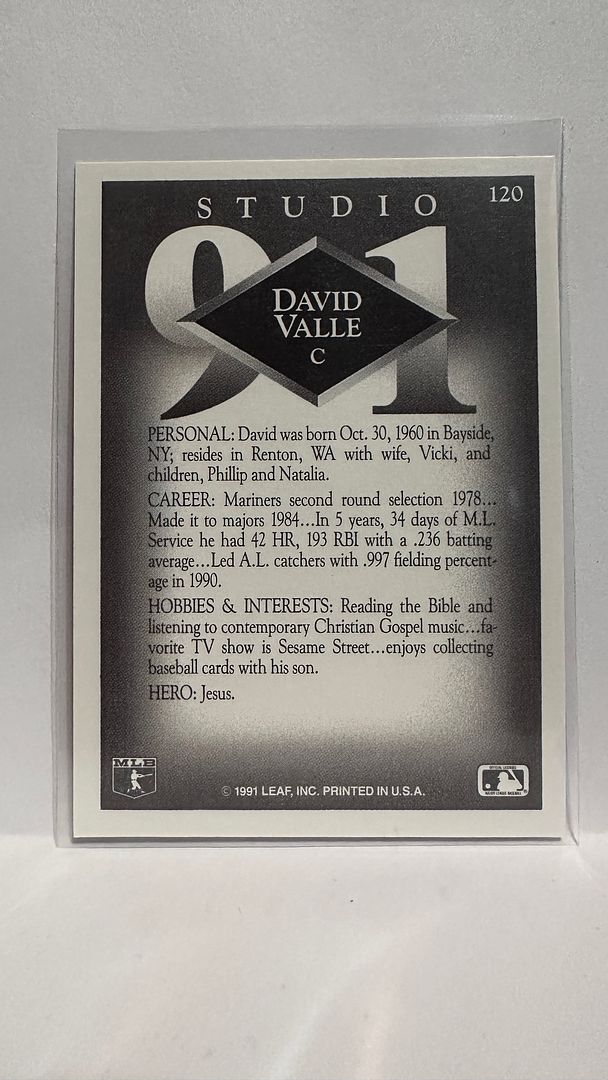 STUDIO 120
91
DAVID
VALLE
C
PERSONAL: David was born Oct. 30, 1960 in Bayside,
NY; resides in Renton, WA with wife, Vicki, and
children, Phillip and Natalia.
CAREER: Mariners second round selection 1978...
Made it to majors 1984...In 5 years, 34 days of M.L.
Service he had 42 HR, 193 RBI with a .236 batting
average...Led A.L. catchers with .997 fielding percent-
age in 1990.
HOBBIES & INTERESTS: Reading the Bible and
listening to contemporary Christian Gospel music...fa-
vorite TV show is Sesame Street...enjoys collecting
baseball cards with his son.
HERO: Jesus.
MLB
© 1991 LEAF, INC. PRINTED IN U.S.A.